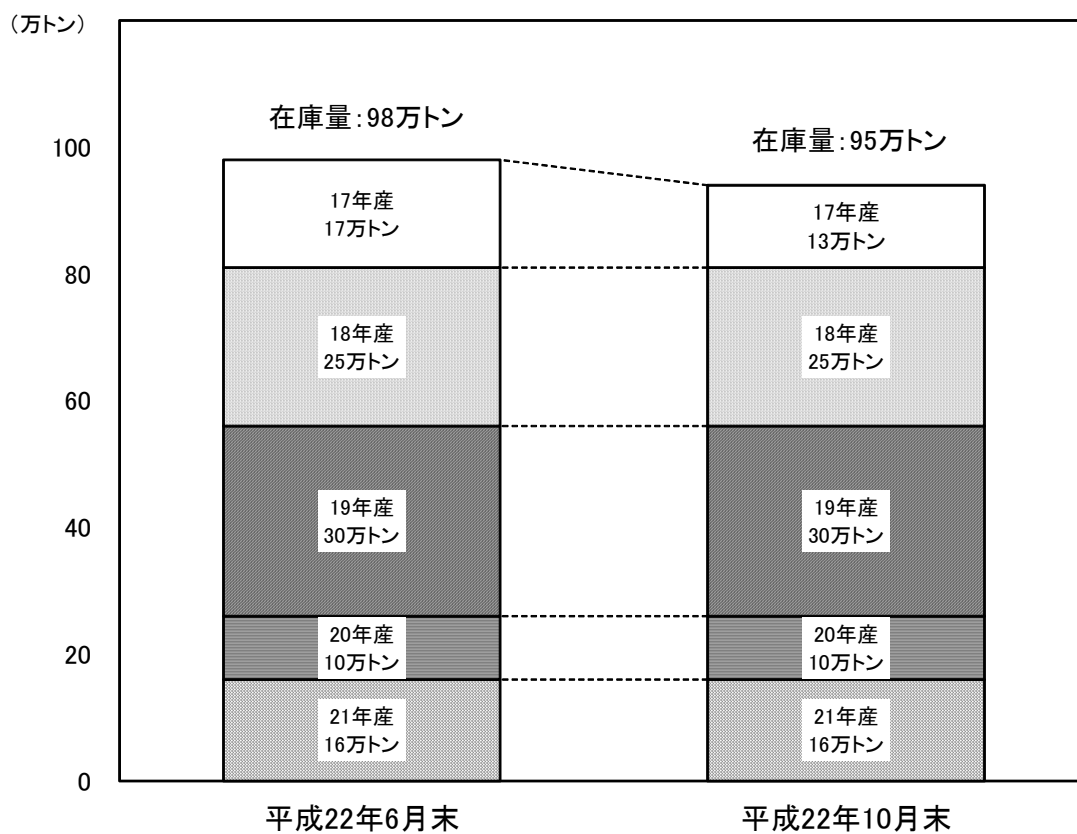 （万トン）
在庫量：98万トン
在庫量：95万トン
100
80
60
40
20
0
17年産
17万トン
18年産
25万トン
19年産
30万トン
20年産
10万トン
21年産
16万トン
17年産
13万トン
18年産
25万トン
19年産
30万トン
20年産
10万トン
21年産
16万トン
平成22年6月末
平成22年10月末